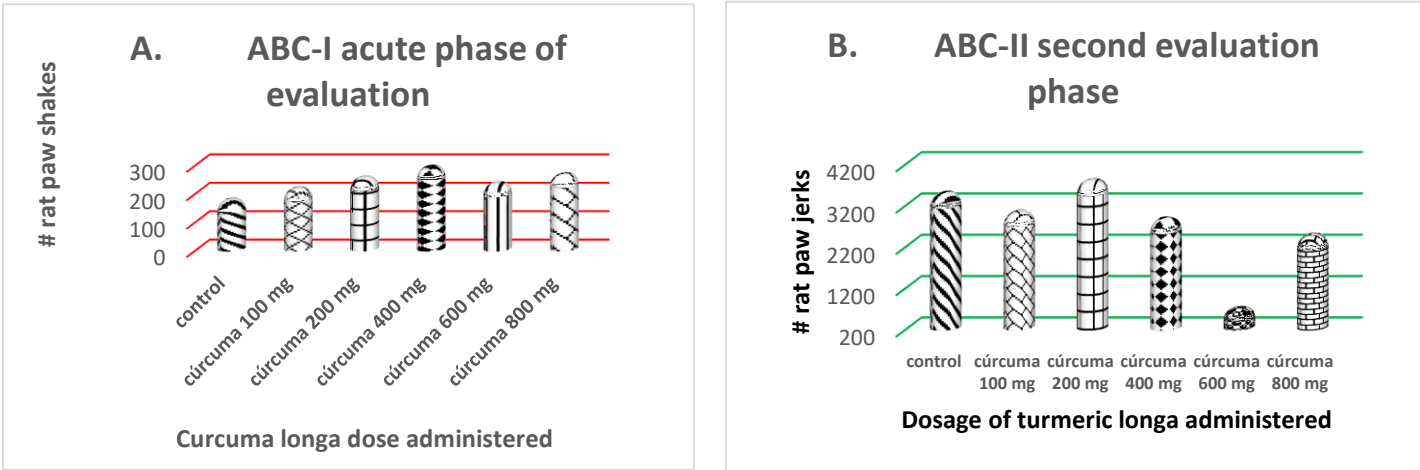 A. ABC-I acute phase of
evaluation
# rat paw shakes
300
200
100
0
control
cúrcuma 100 mg
cúrcuma 200 mg
cúrcuma 400 mg
cúrcuma 600 mg
cúrcuma 800 mg
Curcuma longa dose administered
B. ABC-II second evaluation
phase
# rat paw jerks
4200
3200
2200
1200
200
control
cúrcuma
100 mg
cúrcuma
200 mg
cúrcuma
400 mg
cúrcuma
600 mg
cúrcuma
800 mg
Dosage of turmeric longa administered